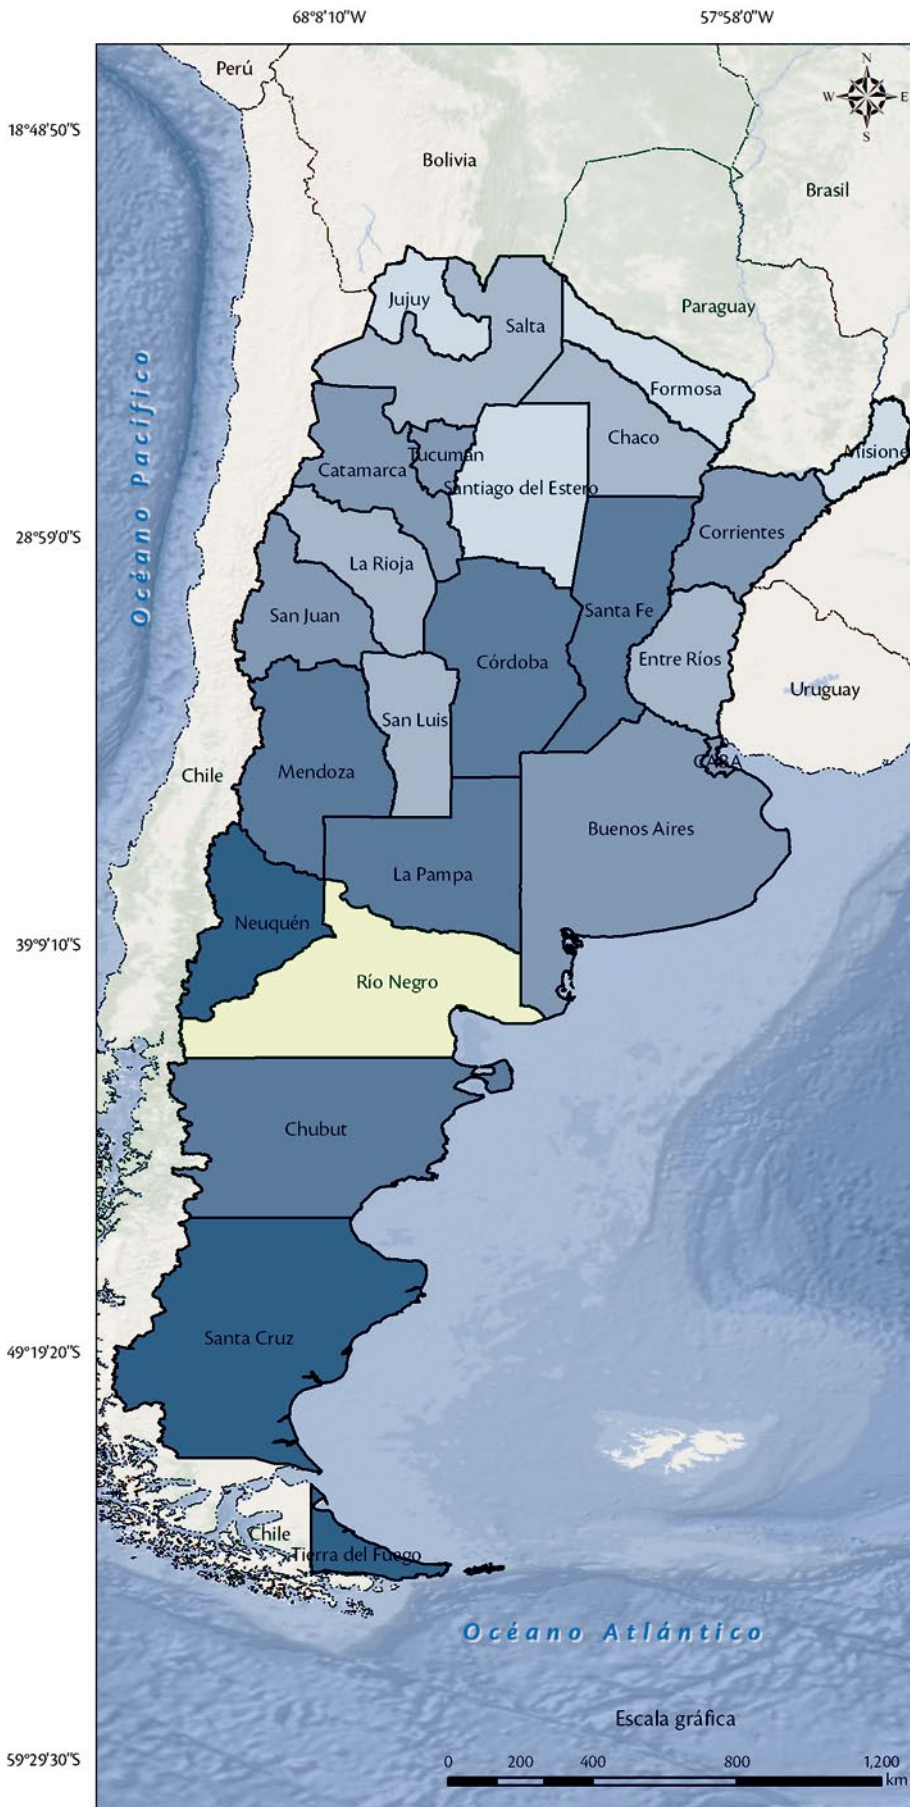 68°8'10"W
57°58'0"W
N
W
E
S
Perú
18°48'50"S
Bolivia
Brasil
Jujuy
Salta
Paraguay
Formosa
Chaco
Misione
Tucumán
Catamarca
Santiago del Estero
Corrientes
28°59'0"S
Océano Pacífico
La Rioja
San Juan
Santa Fe
Córdoba
Entre Ríos
Uruguay
San Luis
CABA
Chile
Mendoza
Buenos Aires
La Pampa
Neuquén
39°9'10"S
Río Negro
Chubut
Santa Cruz
49°19'20"S
Chile
Tierra del Fuego
Océano Atlántico
Escala gráfica
59°29'30"S
0 200 400 800 1,200
km